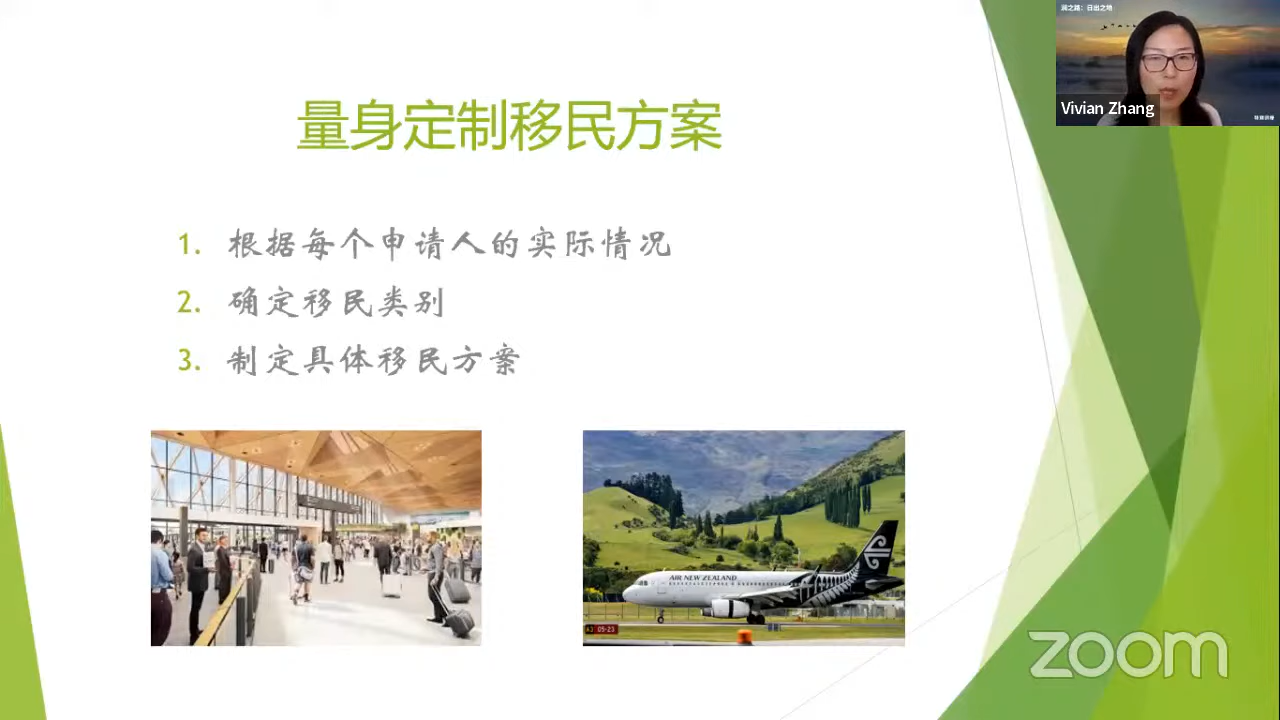 量身定制移民方案
1. 根据每个申请人的实际情况
2. 确定移民类别
3. 制定具体移民方案
Vivian Zhang
AIR NEW ZEALAND
05-23
zoom